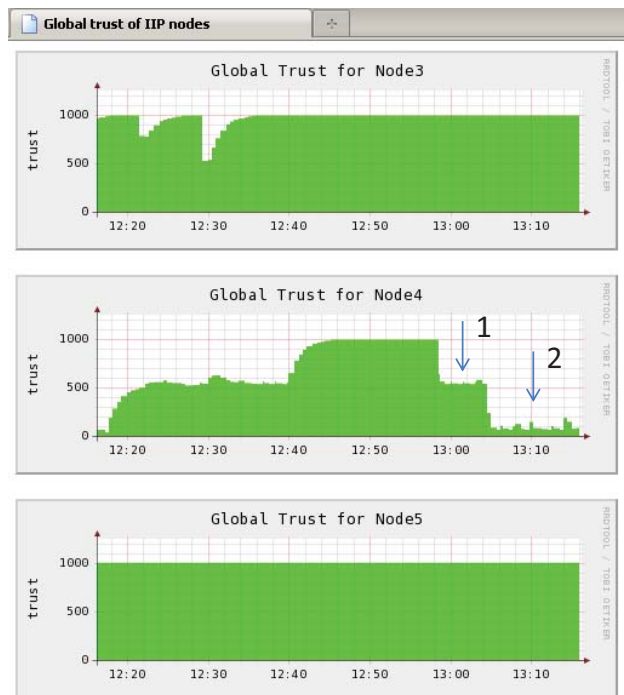 Global trust of IIP nodes
Global Trust for Node3
RRDTOOL / TOBI OETIKER
trust
1000
500
0
12:20 12:30 12:40 12:50 13:00 13:10
Global Trust for Node4
RRDTOOL / TOBI OETIKER
trust
1000
500
0
1
2
12:20 12:30 12:40 12:50 13:00 13:10
Global Trust for Node5
RRDTOOL / TOBI OETIKER
trust
1000
500
0
12:20 12:30 12:40 12:50 13:00 13:10